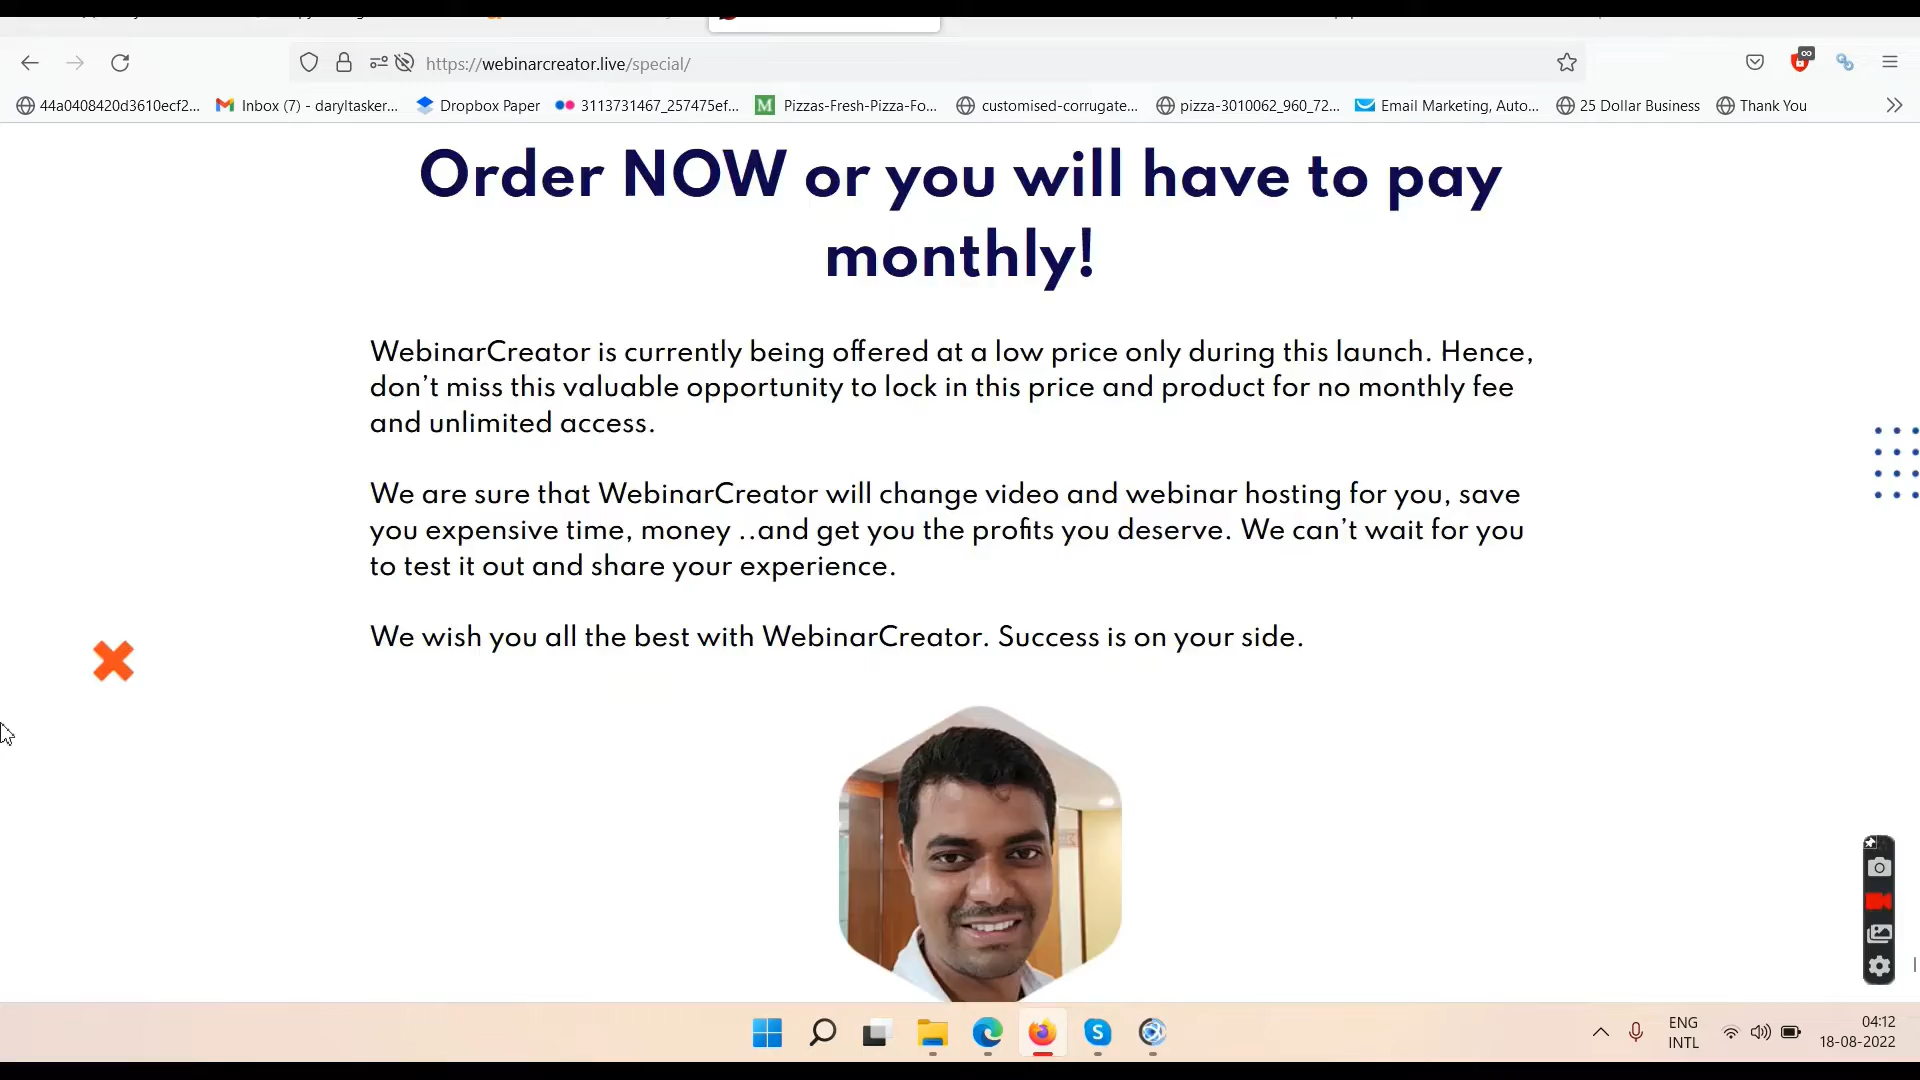 https://webinarcreator.live/special/
44a0408420d3610ecf2... Inbox (7) - daryltasker... Dropbox Paper 3113731467_257475ef... Pizzas-Fresh-Pizza-Fo... customised-corrugate... pizza-3010062_960_72... Email Marketing, Auto... 25 Dollar Business Thank You
Order NOW or you will have to pay
monthly!
WebinarCreator is currently being offered at a low price only during this launch. Hence,
don’t miss this valuable opportunity to lock in this price and product for no monthly fee
and unlimited access.
We are sure that WebinarCreator will change video and webinar hosting for you, save
you expensive time, money ..and get you the profits you deserve. We can’t wait for you
to test it out and share your experience.
We wish you all the best with WebinarCreator. Success is on your side.
ENG 04:12
INTL 18-08-2022